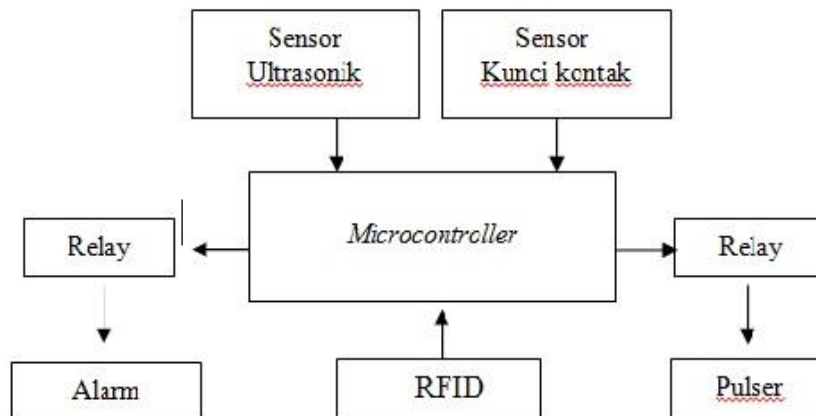 Sensor
Ultrasonik
Sensor
Kunci kontak
Microcontroller
Relay
Relay
Alarm
RFID
Pulser